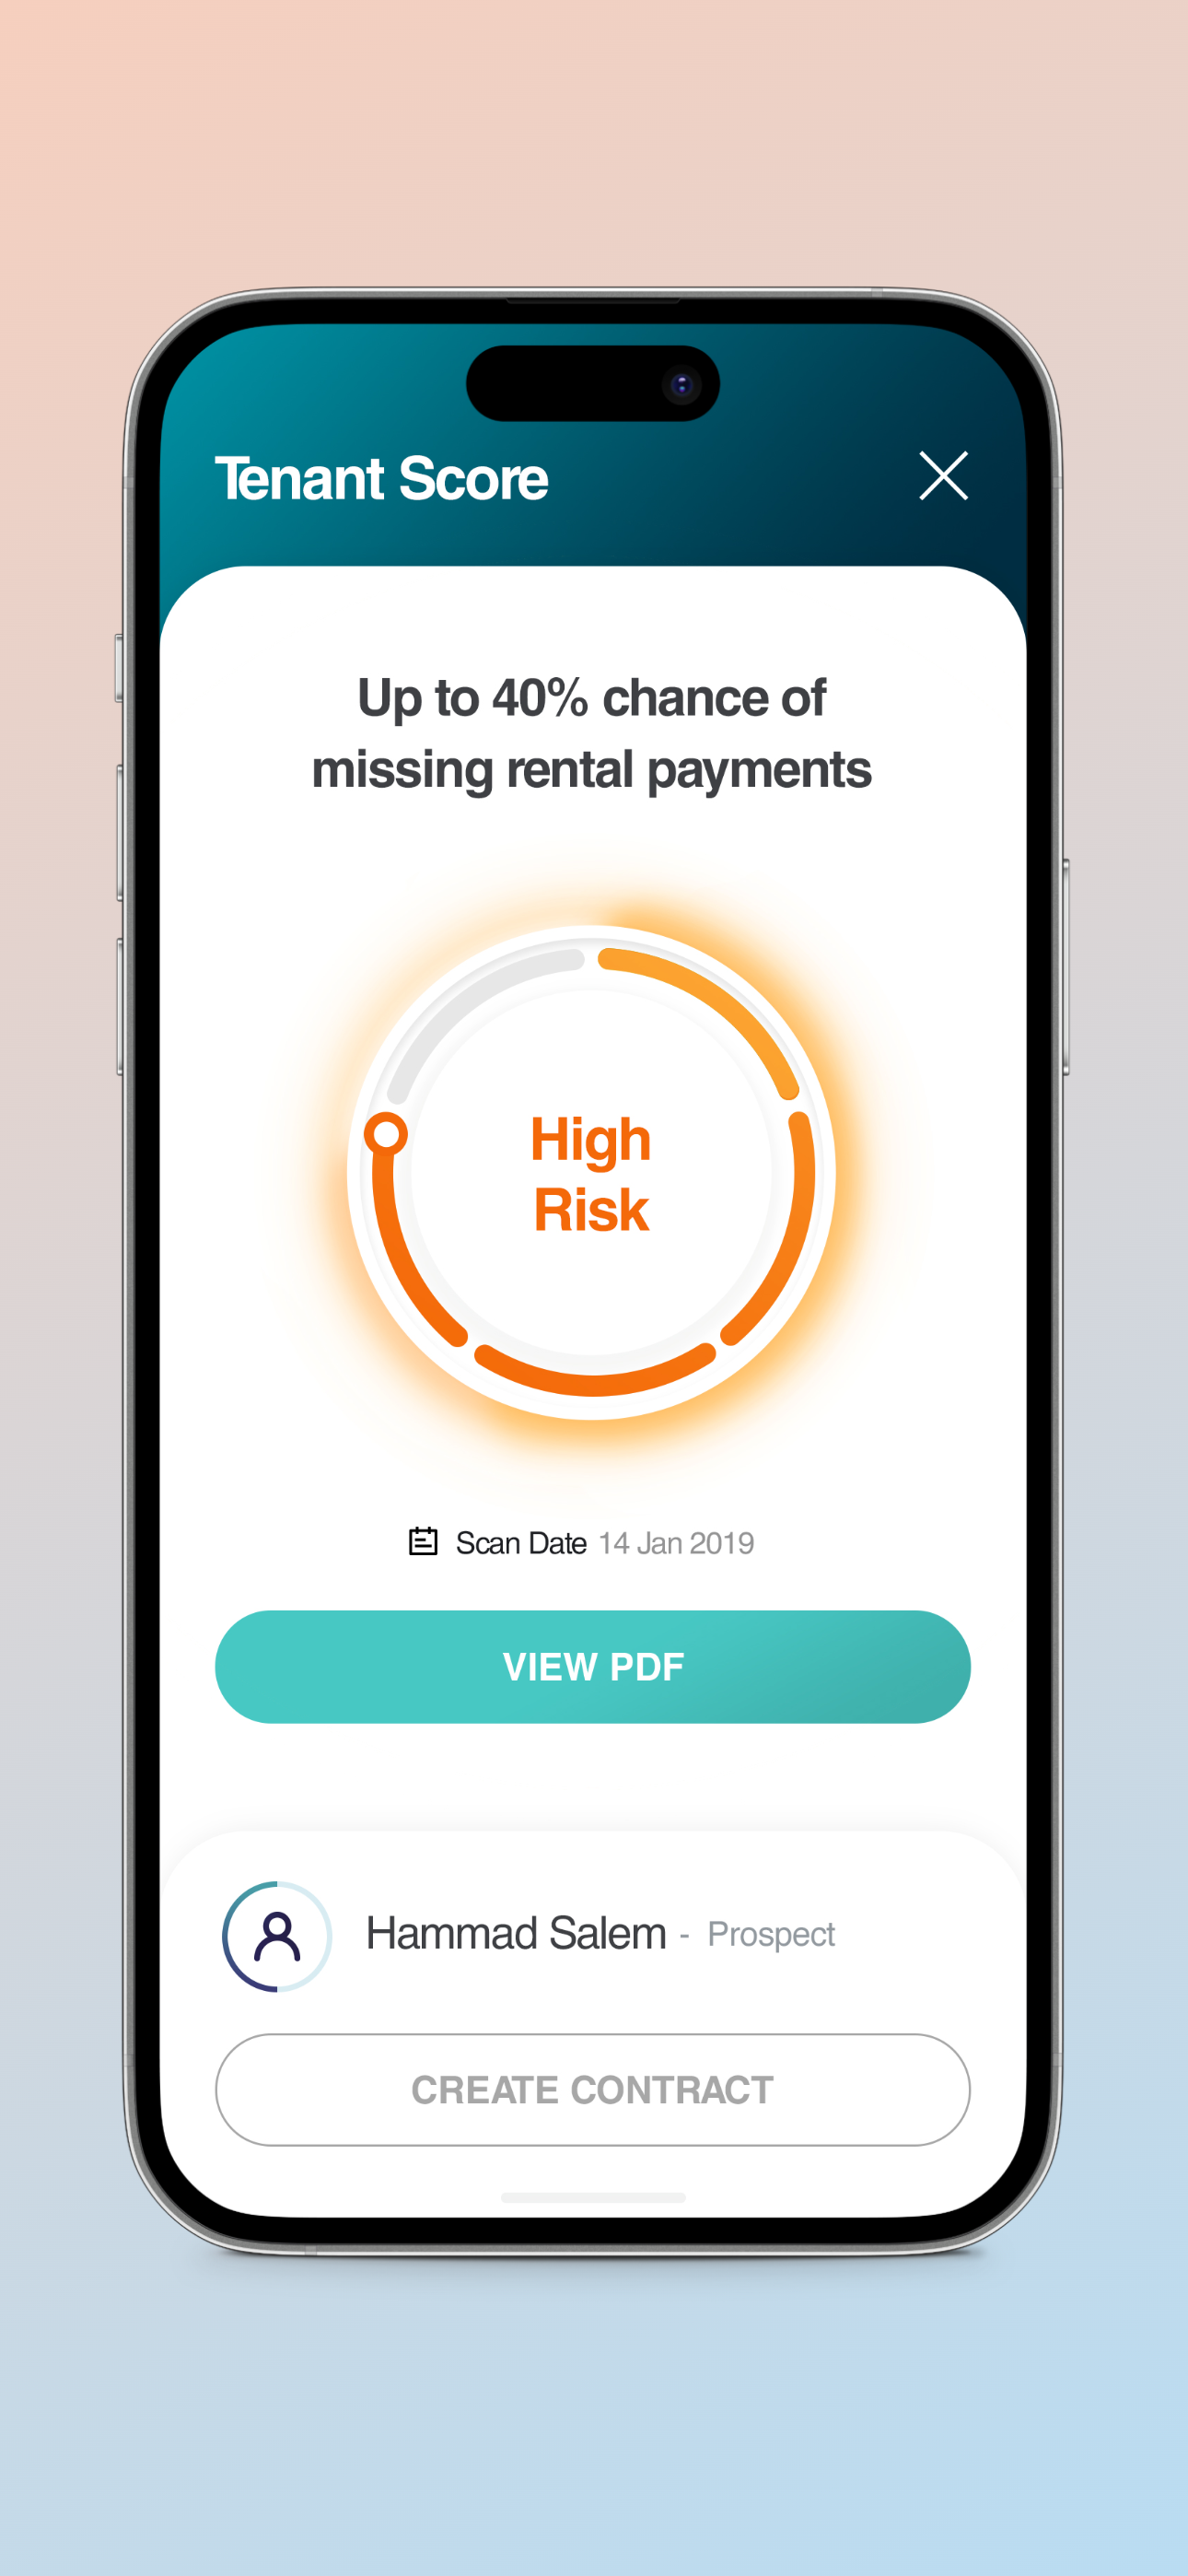 Tenant Score
Up to 40% chance of
missing rental payments
High
Risk
Scan Date 14 Jan 2019
VIEW PDF
Hammad Salem - Prospect
CREATE CONTRACT